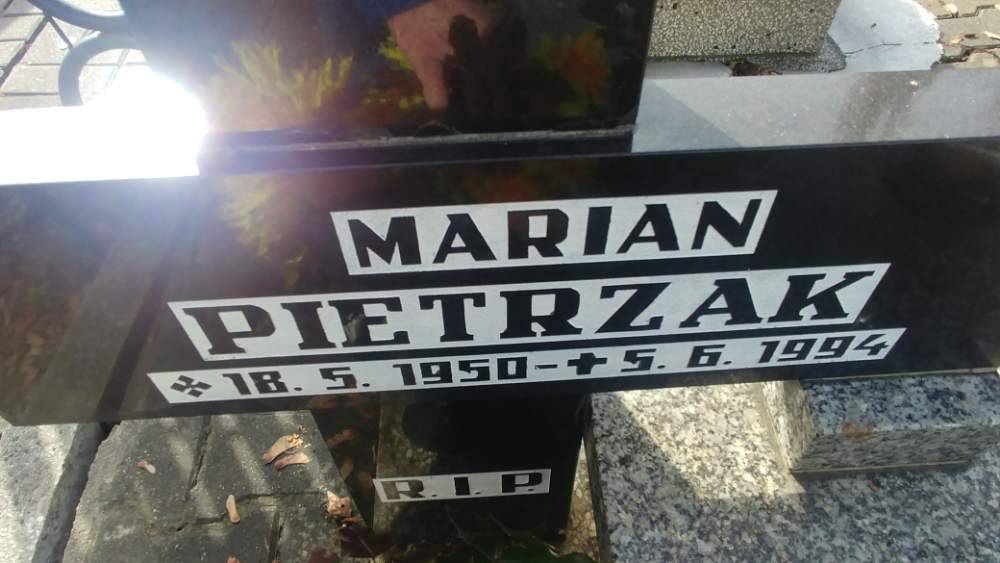 MARIAN
PIETRZAK
18. 5. 1950-✝5. 6. 1994
R.I.P.